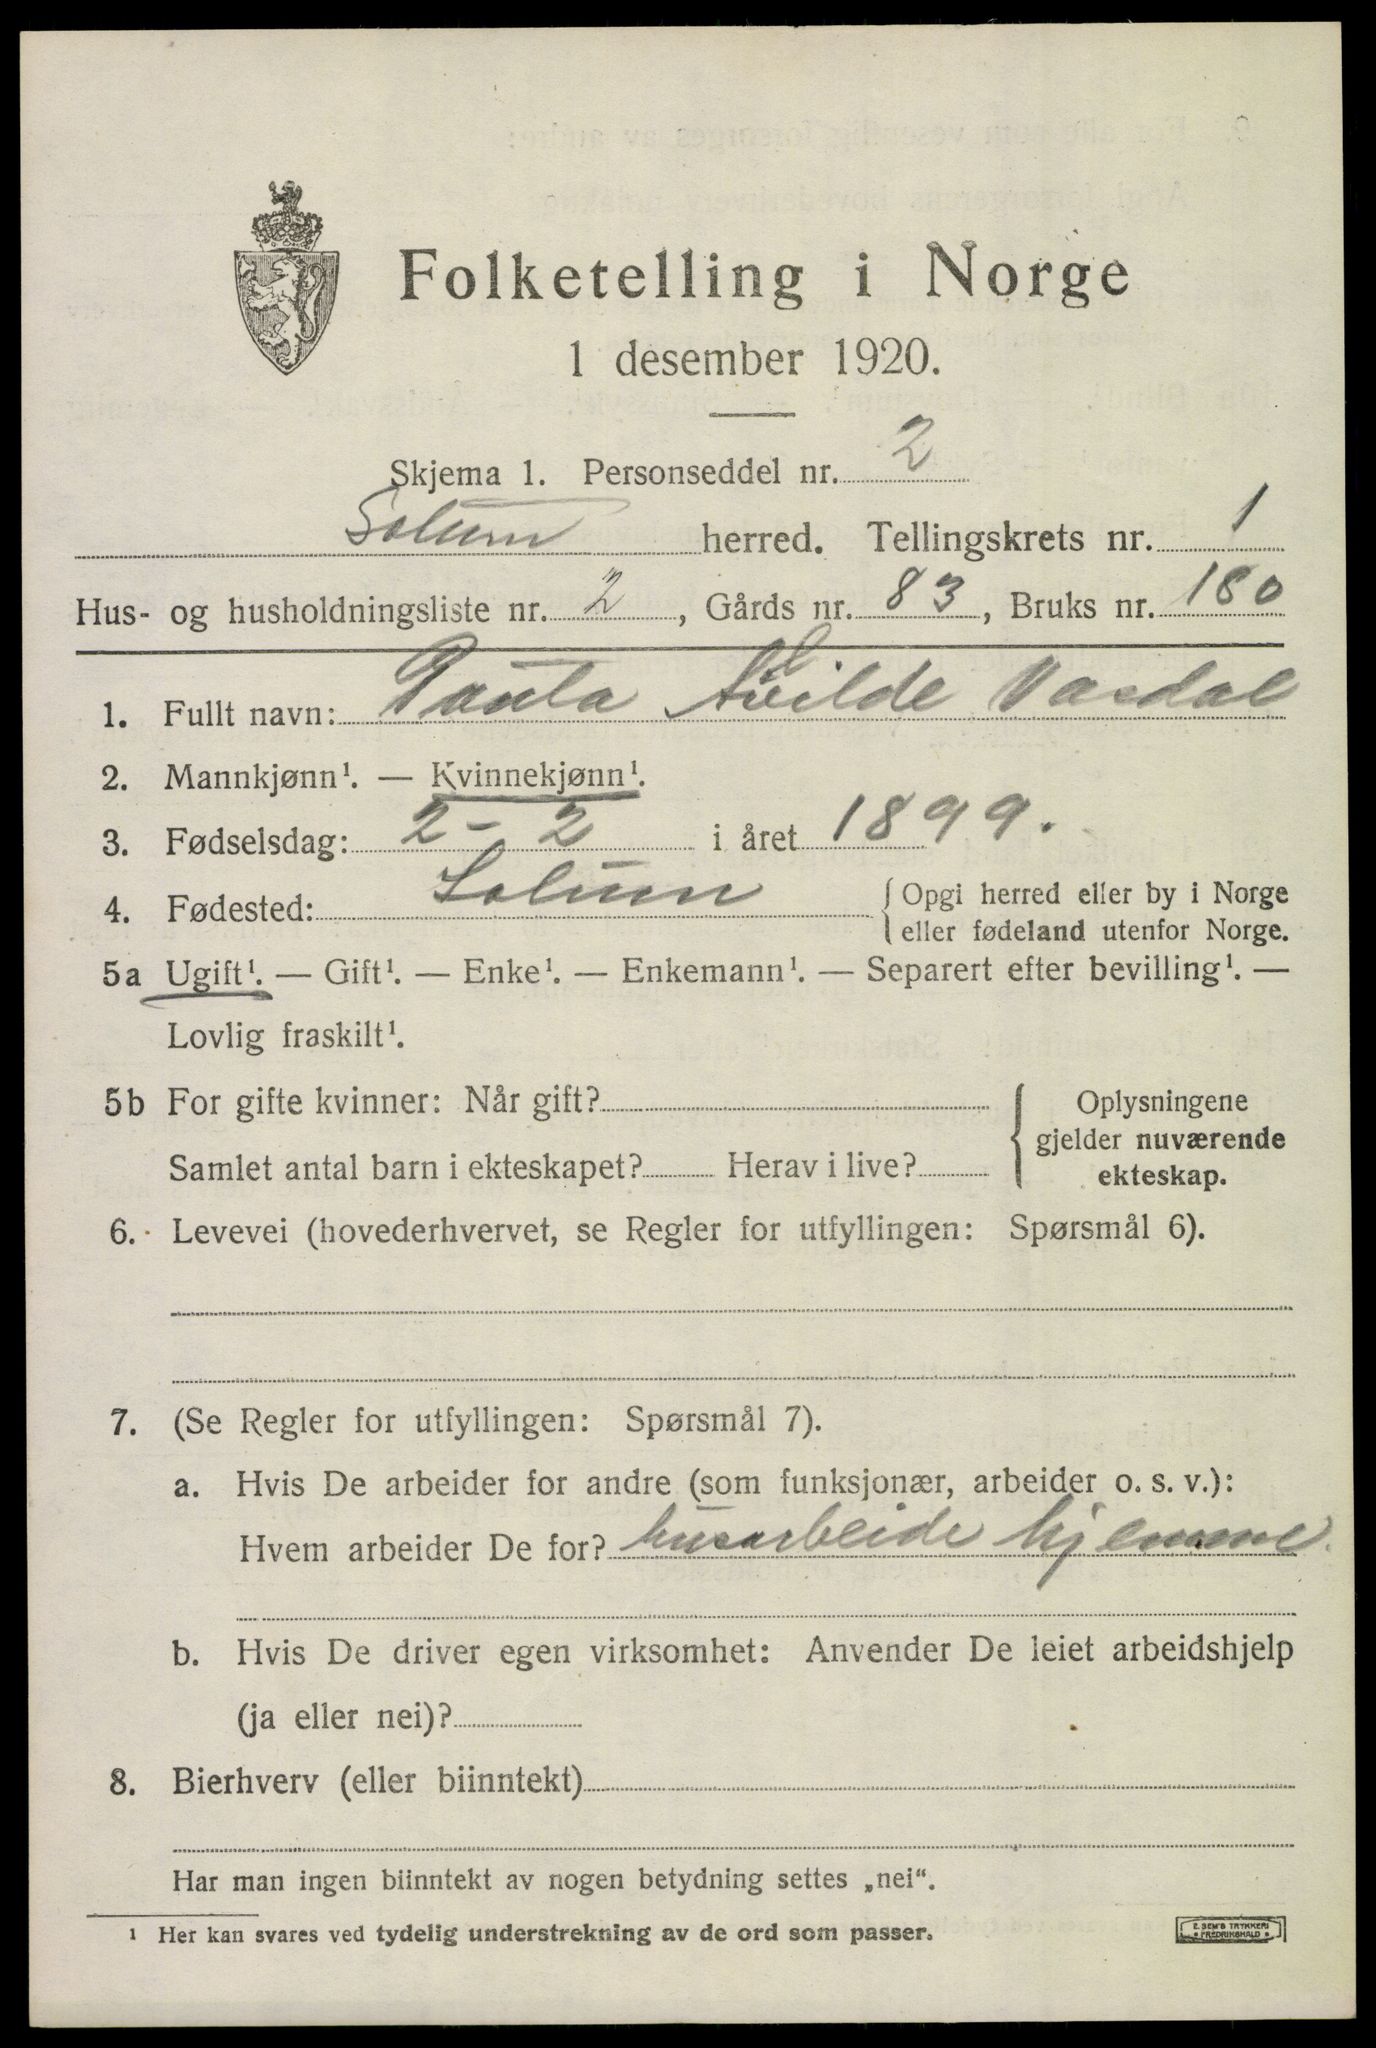 Folketelling i Norge
1 desember 1920.
Skjema 1. Personseddel nr. 2
Solum herred. Tellingskrets nr. 1
Hus- og husholdningsliste nr. 2, Gårds nr. 83, Bruks nr. 180
1. Fullt navn: Paula Vasdal
2. Mannkjønn¹. — Kvinnekjønn¹.
3. Fødselsdag: 2 - 2 i året 1899.
4. Fødested: Solum { Opgi herred eller by i Norge
eller fødeland utenfor Norge.
5a Ugift¹. — Gift¹. — Enke¹. — Enkemann¹. — Separert efter bevilling¹. —
Lovlig fraskilt¹.
5b For gifte kvinner: Når gift?
Samlet antal barn i ekteskapet? Herav i live?
{ Oplysningene
gjelder nuværende
ekteskap.
6. Levevei (hovederhvervet, se Regler for utfyllingen: Spørsmål 6).
7. (Se Regler for utfyllingen: Spørsmål 7).
a. Hvis De arbeider for andre (som funksjonær, arbeider o. s. v.):
Hvem arbeider De for? husarbeide hjemme.
b. Hvis De driver egen virksomhet: Anvender De leiet arbeidshjelp
(ja eller nei)?
8. Bierhverv (eller biinntekt)
Har man ingen biinntekt av nogen betydning settes „nei“.
¹ Her kan svares ved tydelig understrekning av de ord som passer.
E. SEM'S TRYKKERI
FREDRIKSHALD